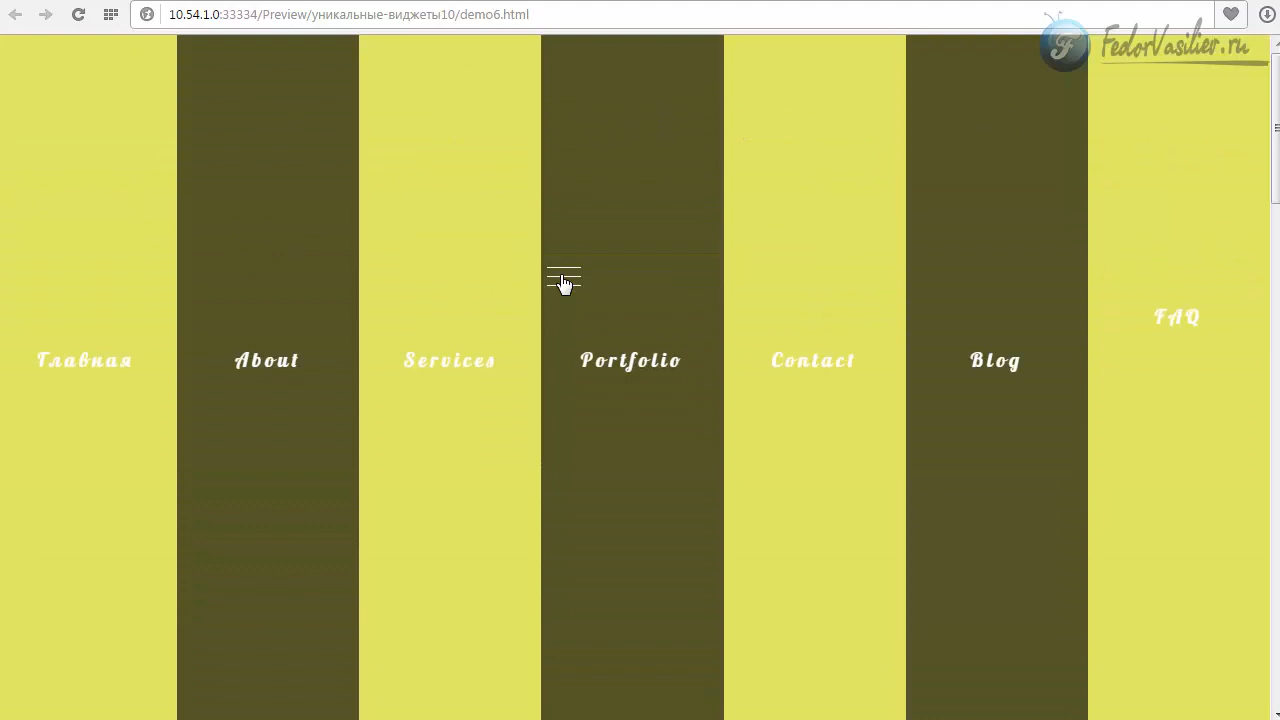 10.54.1.0:33334/Preview/уникальные-виджеты10/demo6.html
FedorVasiliev.ru
FAQ
Главная About Services Portfolio Contact Blog